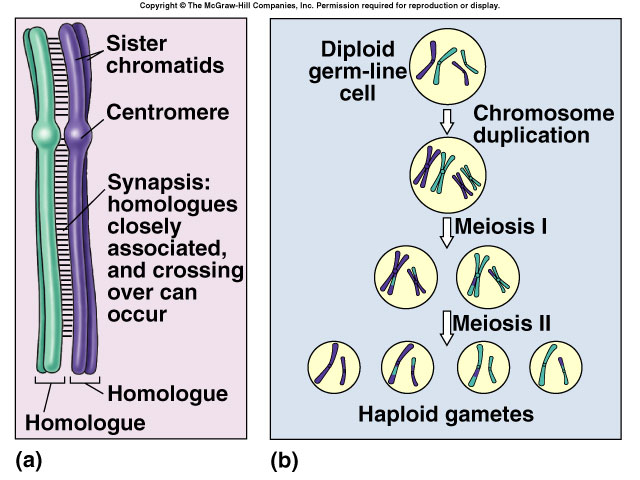 Copyright © The McGraw-Hill Companies, Inc. Permission required for reproduction or display.
Sister
chromatids
Centromere
Synapsis:
homologues
closely
associated,
and crossing
over can
occur
Homologue
Homologue
(a)
Diploid
germ-line
cell
Chromosome
duplication
Meiosis I
Meiosis II
Haploid gametes
(b)